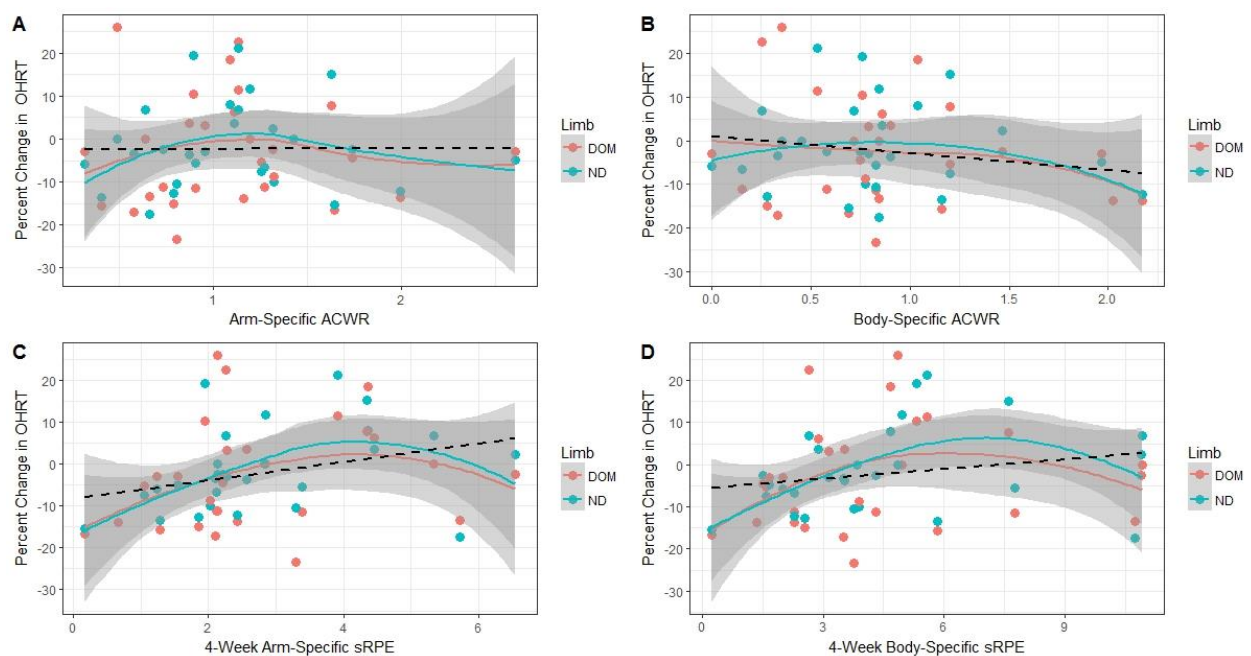 A
Percent Change in OHRT
20
10
0
-10
-20
-30
1
2
Arm-Specific ACWR
Limb
DOM
ND
B
Percent Change in OHRT
20
10
0
-10
-20
-30
0.0
0.5
1.0
1.5
2.0
Body-Specific ACWR
Limb
DOM
ND
C
Percent Change in OHRT
20
10
0
-10
-20
-30
0
2
4
6
4-Week Arm-Specific sRPE
Limb
DOM
ND
D
Percent Change in OHRT
20
10
0
-10
-20
-30
0
3
6
9
4-Week Body-Specific sRPE
Limb
DOM
ND